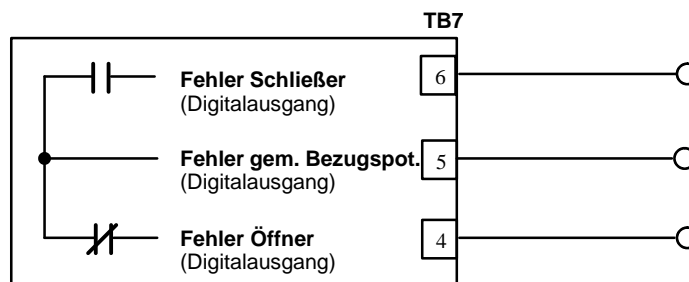 TB7
Fehler Schließer
(Digitalausgang)
6
Fehler gem. Bezugspot.
(Digitalausgang)
5
Fehler Öffner
(Digitalausgang)
4